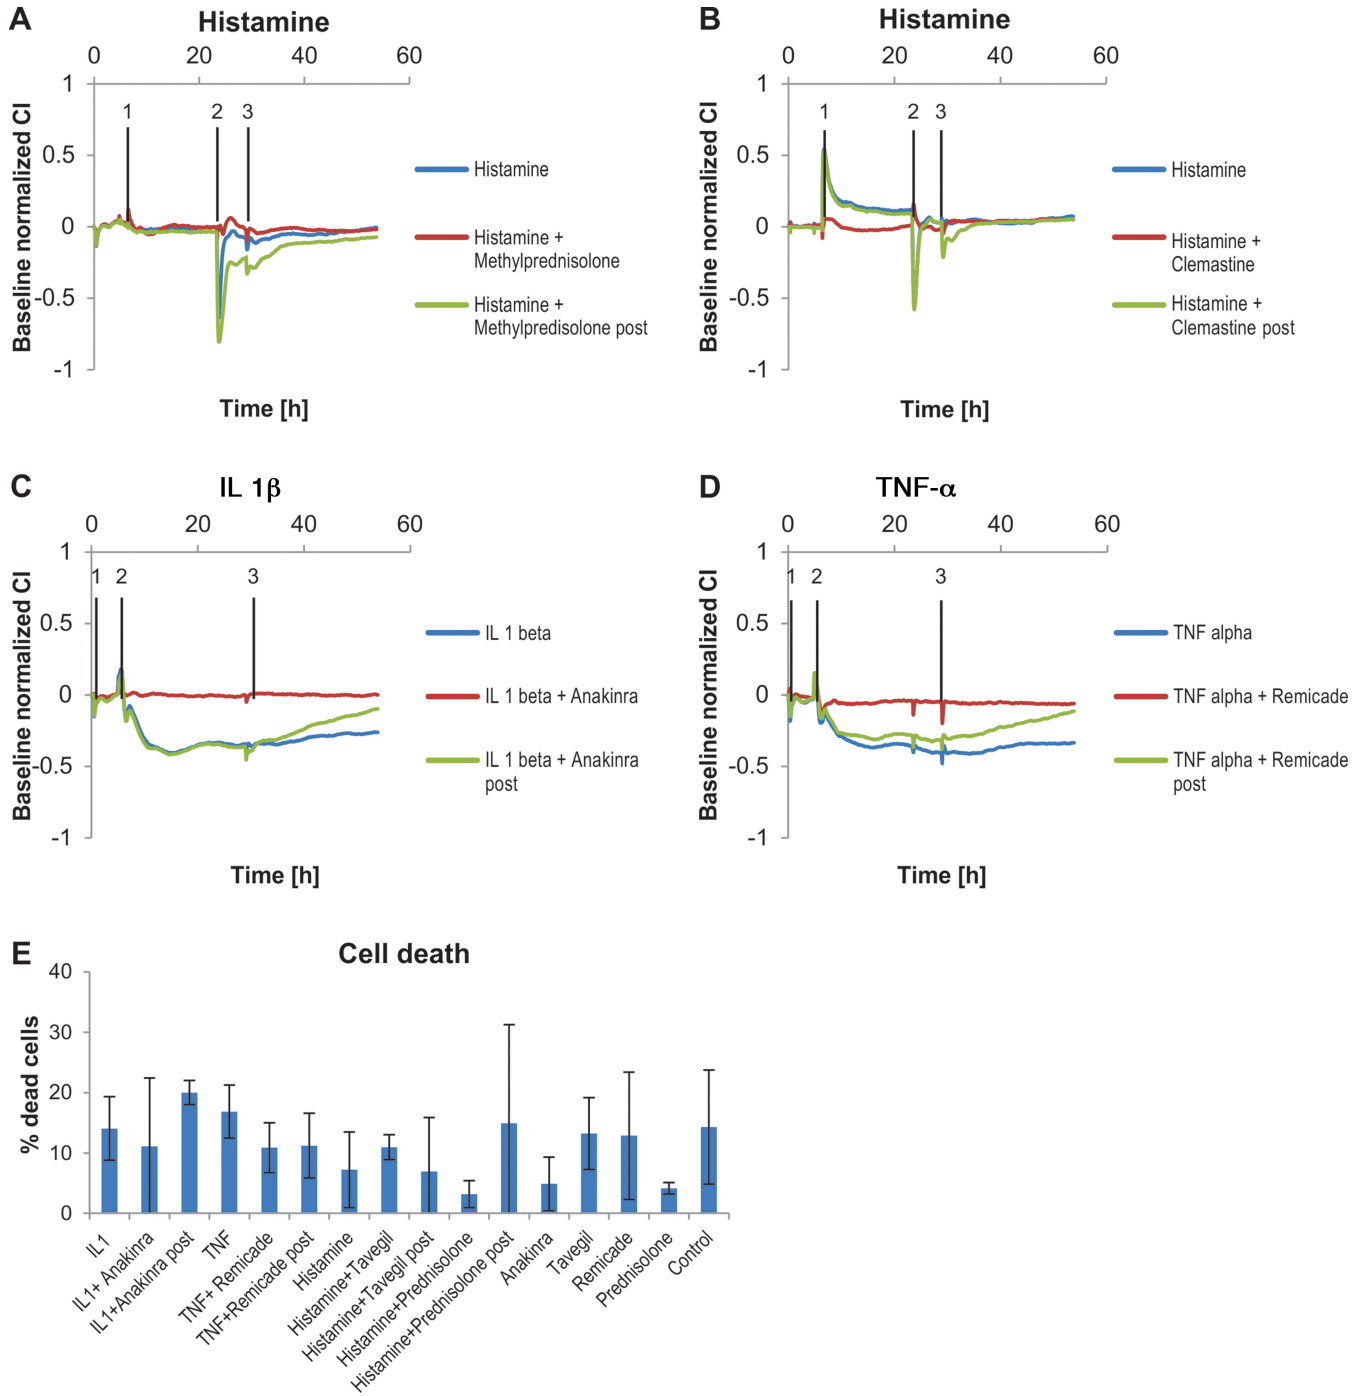 A
Histamine
0 20 40 60
1
0.5
0
-0.5
-1
Baseline normalized CI
1 2 3
Histamine
Histamine +
Methylprednisolone
Histamine +
Methylpredisolone post
Time [h]
B
Histamine
0 20 40 60
1
0.5
0
-0.5
-1
Baseline normalized CI
1 2 3
Histamine
Histamine +
Clemastine
Histamine +
Clemastine post
Time [h]
C
IL 1β
0 20 40 60
1
0.5
0
-0.5
-1
Baseline normalized CI
1 2 3
IL 1 beta
IL 1 beta + Anakinra
IL 1 beta + Anakinra
post
Time [h]
D
TNF-α
0 20 40 60
1
0.5
0
-0.5
-1
Baseline normalized CI
1 2 3
TNF alpha
TNF alpha + Remicade
TNF alpha + Remicade
post
Time [h]
E
Cell death
40
30
20
10
0
% dead cells
IL1
IL1+ Anakinra
IL1+Anakinra post
TNF
TNF+ Remicade
TNF+Remicade post
Histamine
Histamine+Tavegil
Histamine+Tavegil post
Histamine+Prednisolone
Histamine+Prednisolone post
Anakinra
Tavegil
Remicade
Prednisolone
Control